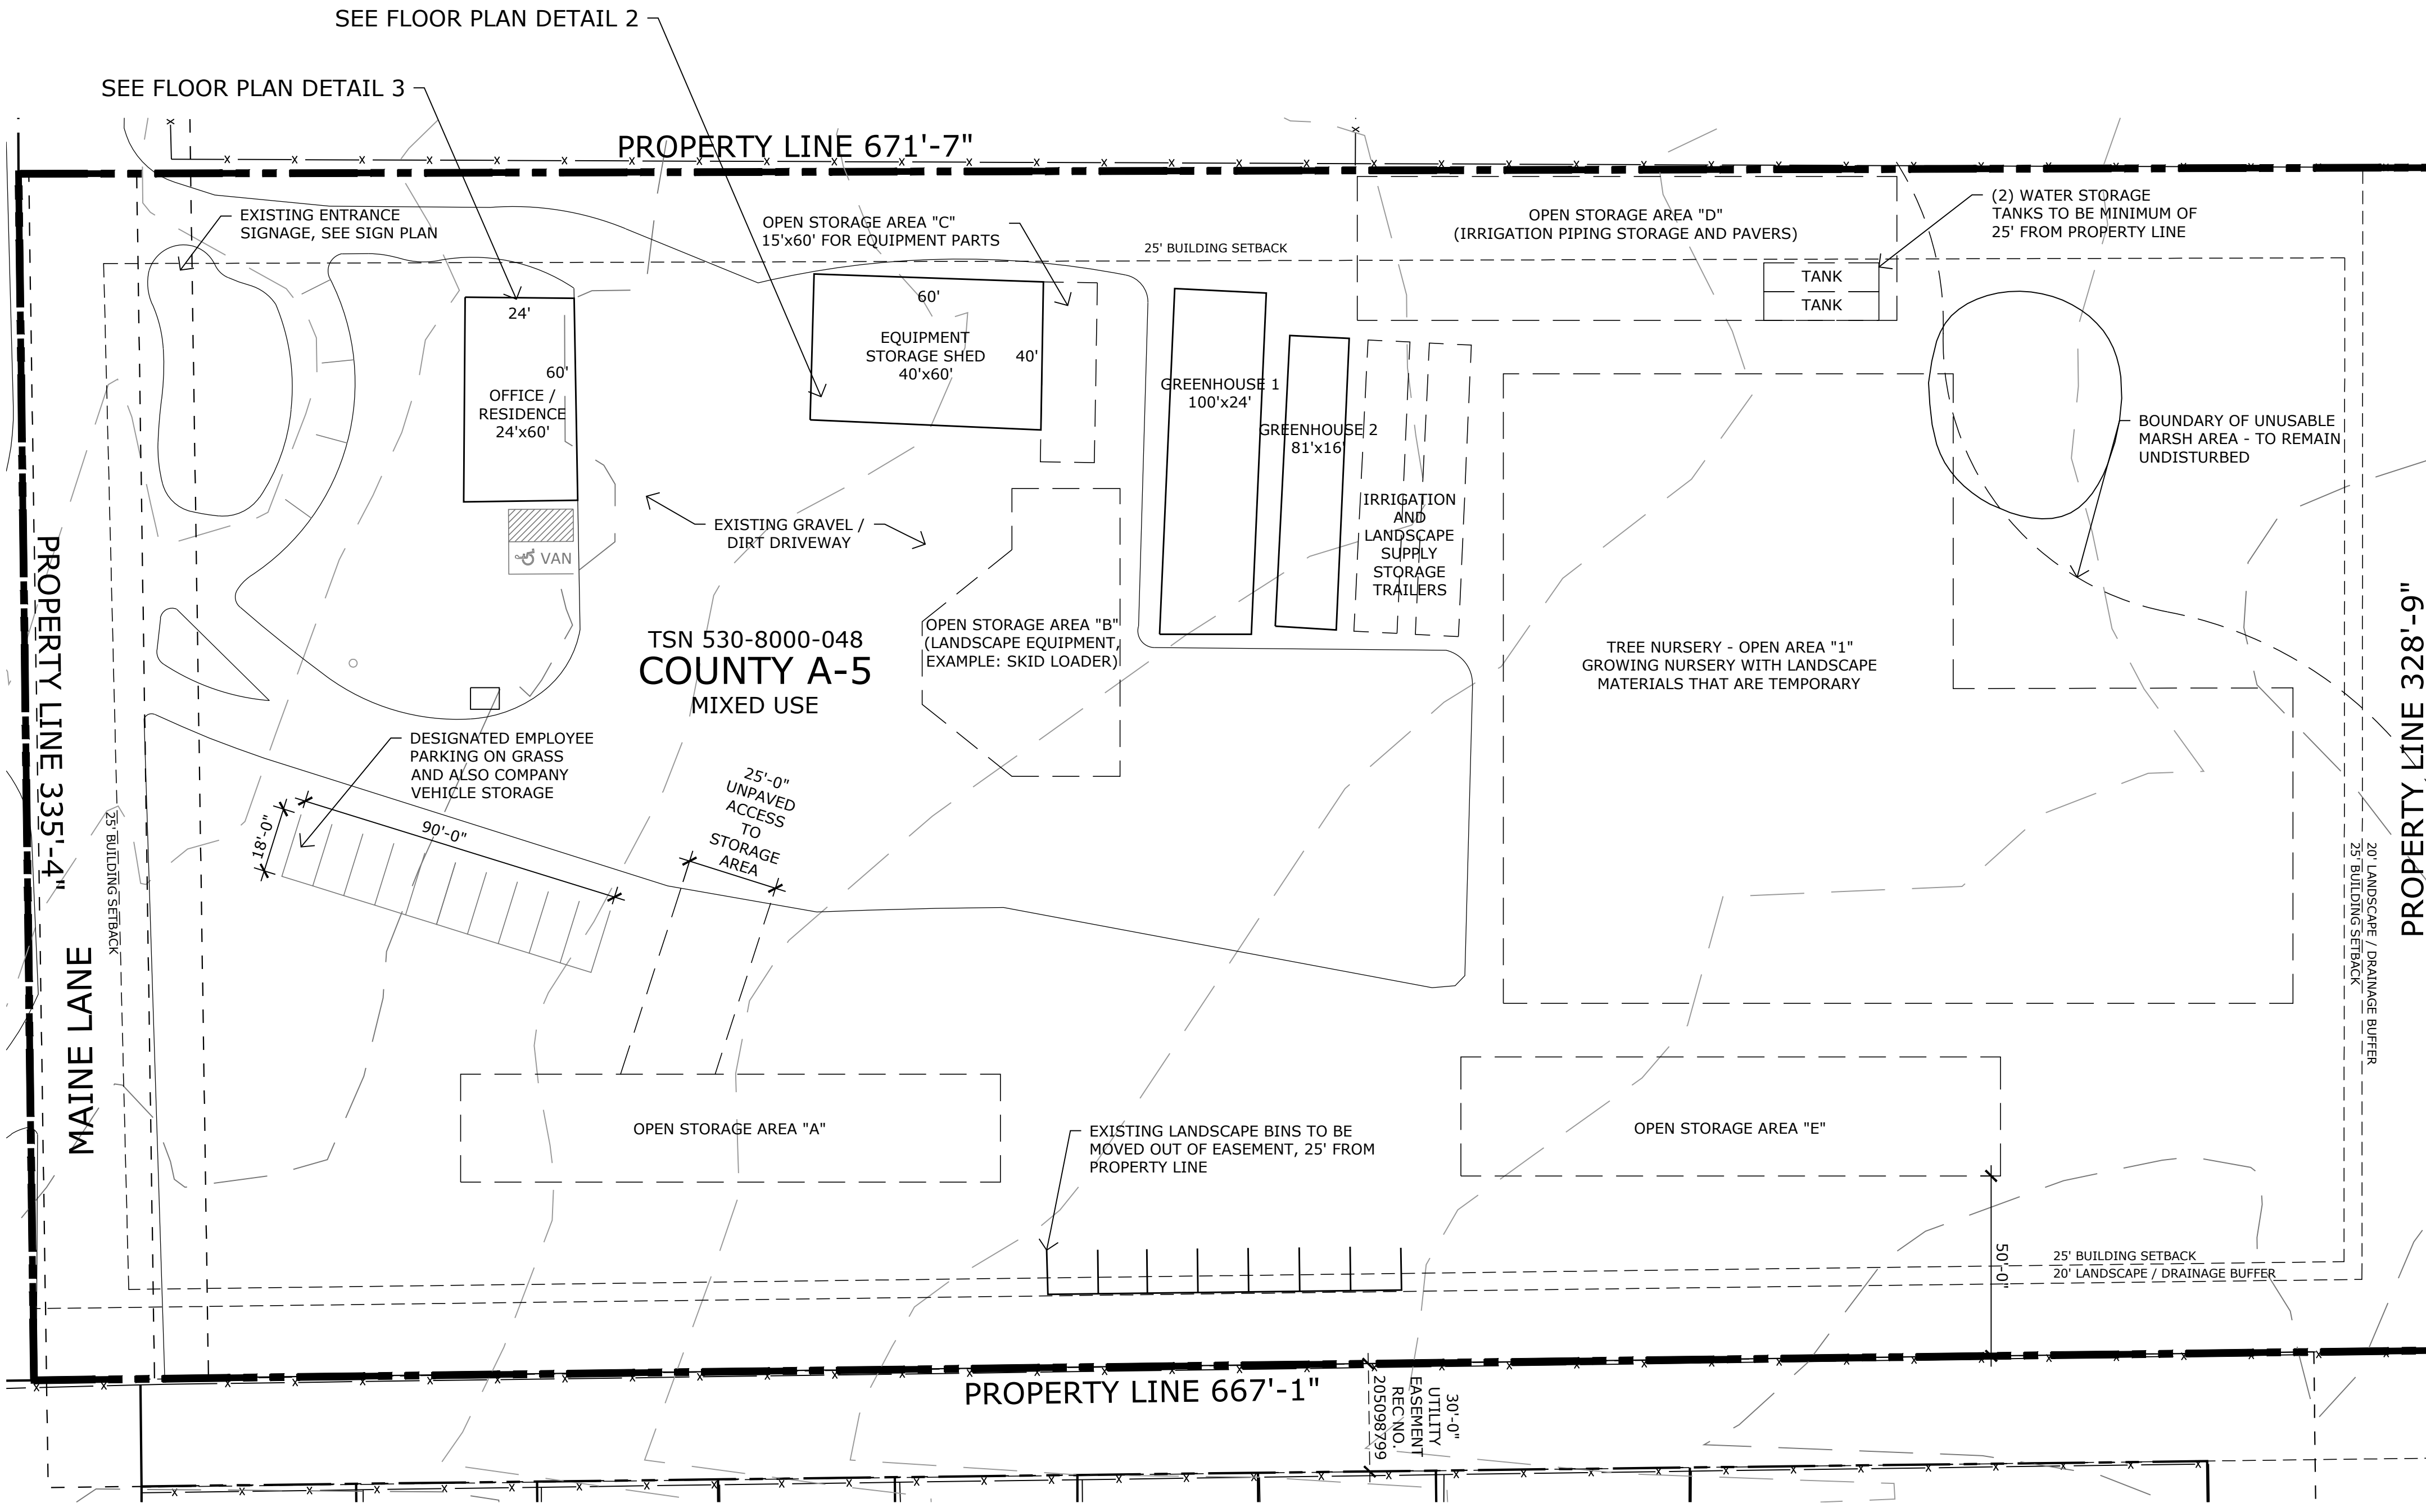 SEE FLOOR PLAN DETAIL 2
SEE FLOOR PLAN DETAIL 3
PROPERTY LINE 671'-7"
EXISTING ENTRANCE
SIGNAGE, SEE SIGN PLAN
OPEN STORAGE AREA "C"
15'x60' FOR EQUIPMENT PARTS
25' BUILDING SETBACK
OPEN STORAGE AREA "D"
(IRRIGATION PIPING STORAGE AND PAVERS)
(2) WATER STORAGE
TANKS TO BE MINIMUM OF
25' FROM PROPERTY LINE
TANK
TANK
24'
60'
OFFICE /
RESIDENCE
24'x60'
60'
EQUIPMENT
STORAGE SHED
40'x60'
40'
GREENHOUSE 1
100'x24'
GREENHOUSE 2
81'x16'
IRRIGATION
AND
LANDSCAPE
SUPPLY
STORAGE
TRAILERS
BOUNDARY OF UNUSABLE
MARSH AREA - TO REMAIN
UNDISTURBED
VAN
EXISTING GRAVEL /
DIRT DRIVEWAY
PROPERTY LINE 335'-4"
MAINE LANE
25' BUILDING SETBACK
TSN 530-8000-048
COUNTY A-5
MIXED USE
OPEN STORAGE AREA "B"
(LANDSCAPE EQUIPMENT,
EXAMPLE: SKID LOADER)
TREE NURSERY - OPEN AREA "1"
GROWING NURSERY WITH LANDSCAPE
MATERIALS THAT ARE TEMPORARY
PROPERTY LINE 328'-9"
20' LANDSCAPE / DRAINAGE BUFFER
25' BUILDING SETBACK
DESIGNATED EMPLOYEE
PARKING ON GRASS
AND ALSO COMPANY
VEHICLE STORAGE
18'-0"
90'-0"
25'-0"
UNPAVED
ACCESS
TO
STORAGE
AREA
OPEN STORAGE AREA "A"
EXISTING LANDSCAPE BINS TO BE
MOVED OUT OF EASEMENT, 25' FROM
PROPERTY LINE
OPEN STORAGE AREA "E"
50'-0"
25' BUILDING SETBACK
20' LANDSCAPE / DRAINAGE BUFFER
PROPERTY LINE 667'-1"
30'-0"
UTILITY
EASEMENT
REC NO.
205098799